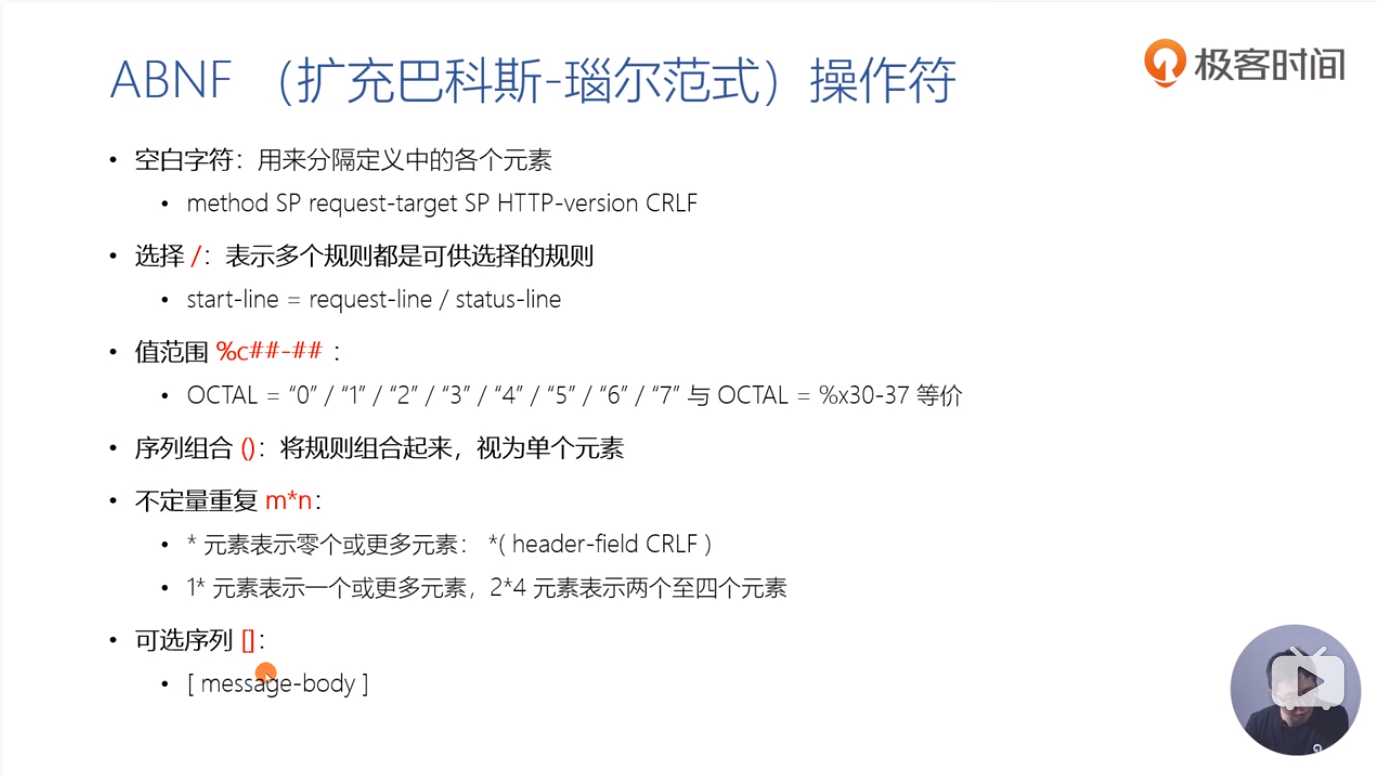 ABNF （扩充巴科斯-瑙尔范式）操作符
极客时间
• 空白字符：用来分隔定义中的各个元素
• method SP request-target SP HTTP-version CRLF
• 选择 /：表示多个规则都是可供选择的规则
• start-line = request-line / status-line
• 值范围 %c##-## ：
• OCTAL = “0” / “1” / “2” / “3” / “4” / “5” / “6” / “7” 与 OCTAL = %x30-37 等价
• 序列组合 ()：将规则组合起来，视为单个元素
• 不定量重复 m*n：
• * 元素表示零个或更多元素： *( header-field CRLF )
• 1* 元素表示一个或更多元素，2*4 元素表示两个至四个元素
• 可选序列 []：
• [ message-body ]